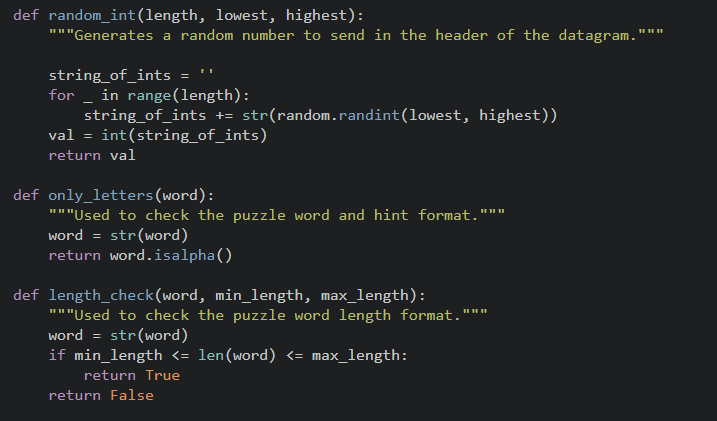 def random_int(length, lowest, highest):
    """Generates a random number to send in the header of the datagram."""

    string_of_ints = ''
    for _ in range(length):
        string_of_ints += str(random.randint(lowest, highest))
    val = int(string_of_ints)
    return val

def only_letters(word):
    """Used to check the puzzle word and hint format."""
    word = str(word)
    return word.isalpha()

def length_check(word, min_length, max_length):
    """Used to check the puzzle word length format."""
    word = str(word)
    if min_length <= len(word) <= max_length:
        return True
    return False